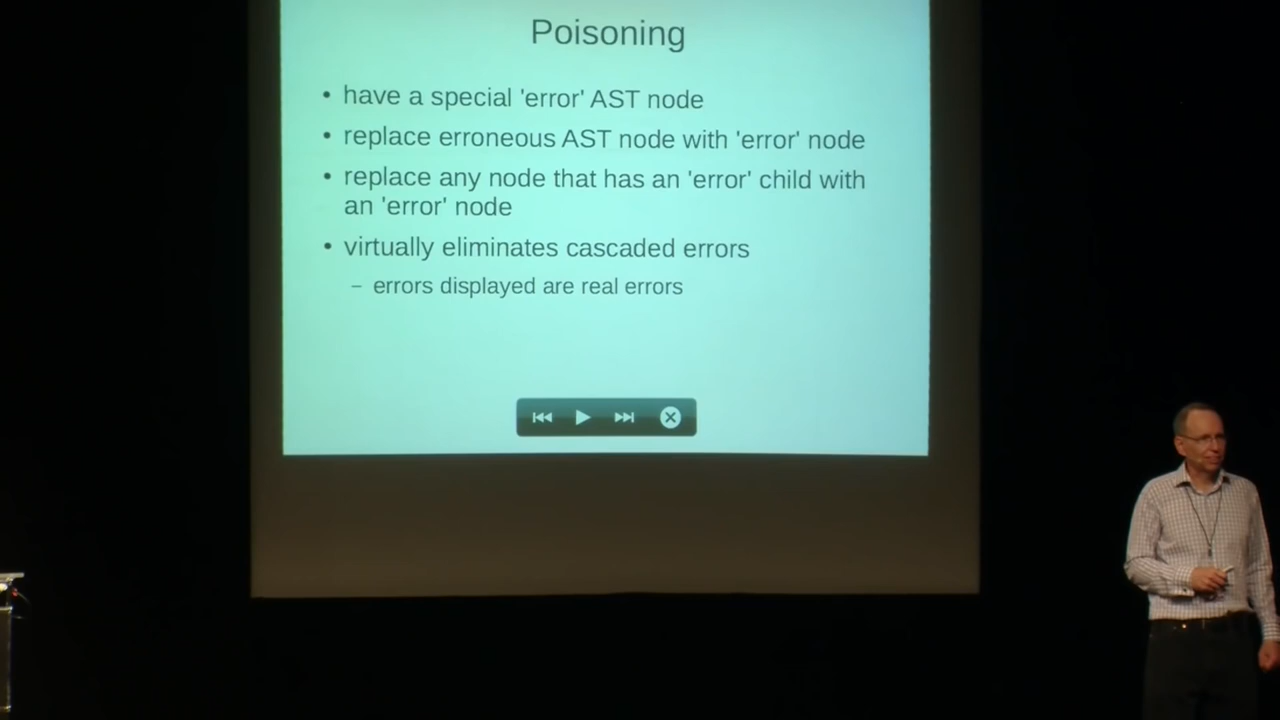 Poisoning
• have a special 'error' AST node
• replace erroneous AST node with 'error' node
• replace any node that has an 'error' child with
an 'error' node
• virtually eliminates cascaded errors
– errors displayed are real errors